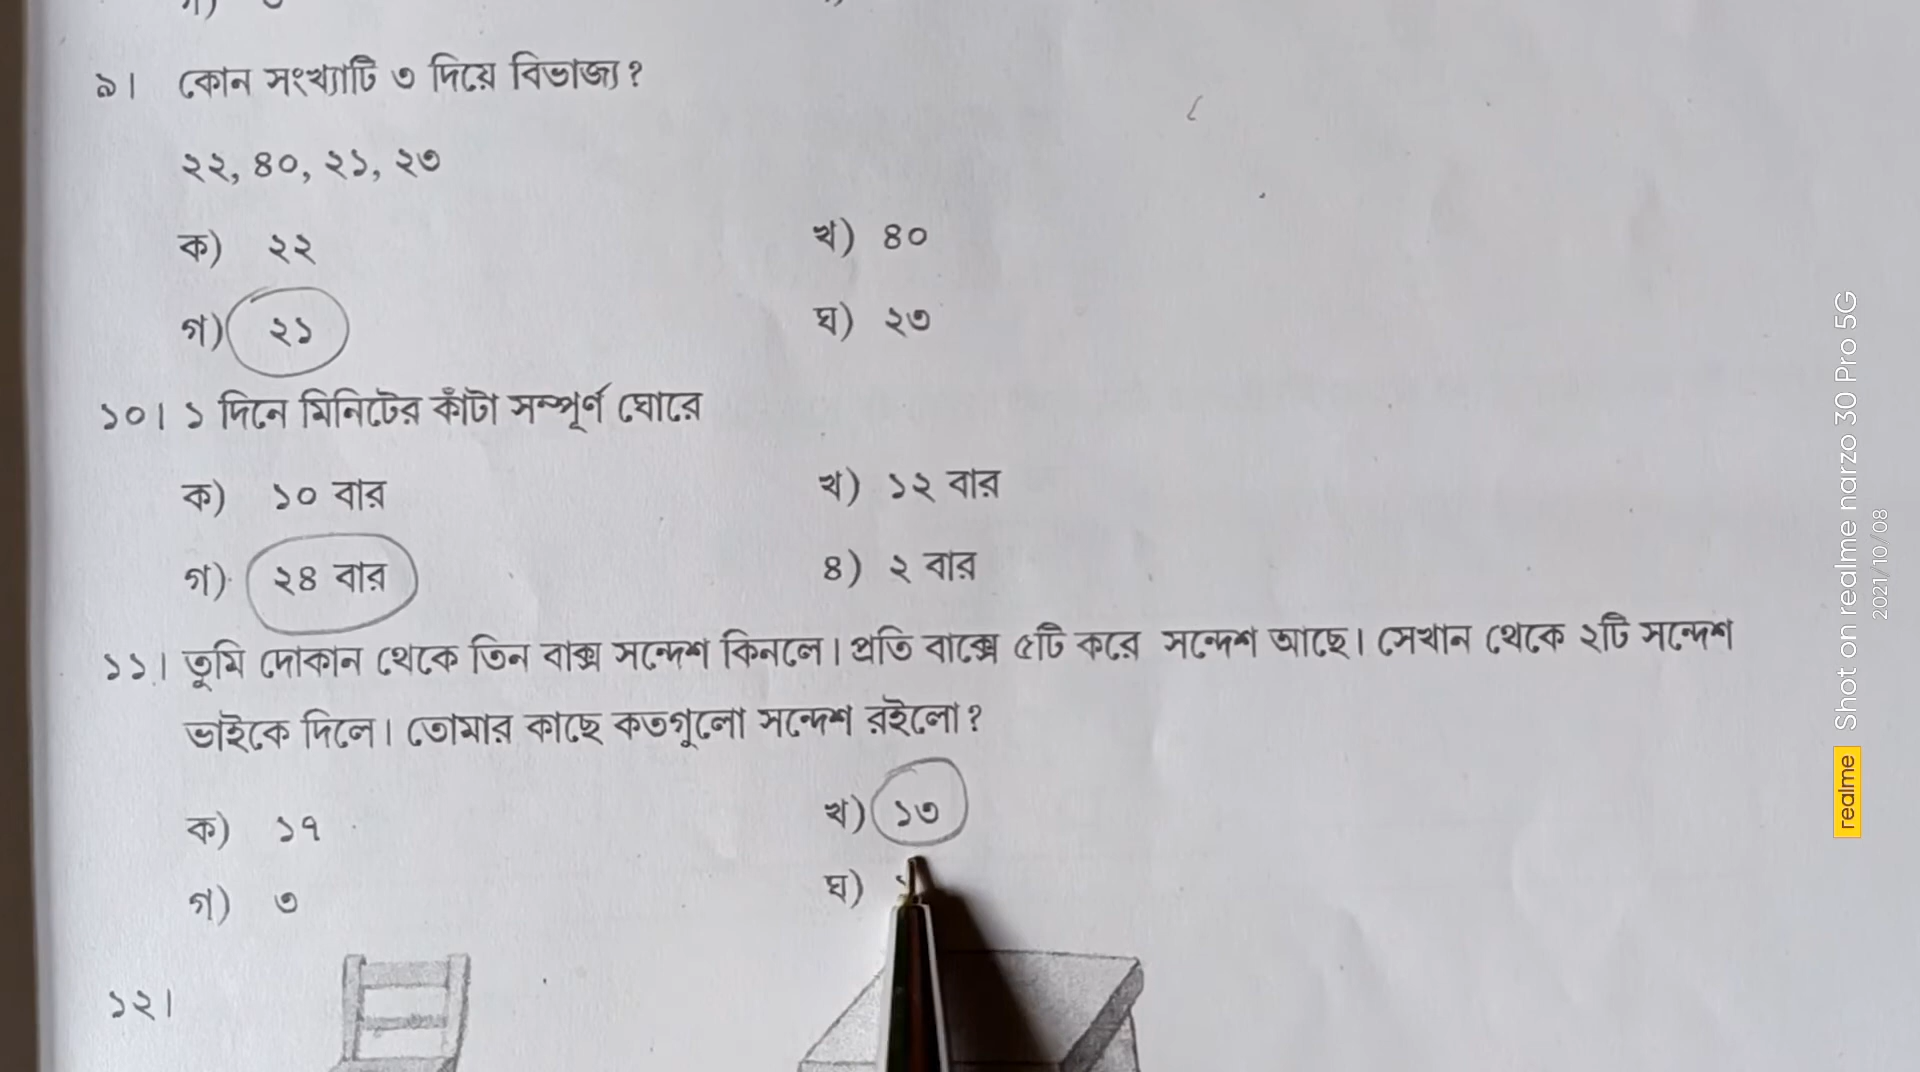 ৯। কোন সংখ্যাটি ৩ দিয়ে বিভাজ্য?
২২, ৪০, ২১, ২৩
ক) ২২ খ) ৪০
গ) ২১ ঘ) ২৩
১০। ১ দিনে মিনিটের কাঁটা সম্পূর্ণ ঘোরে
ক) ১০ বার খ) ১২ বার
গ) ২৪ বার ৪) ২ বার
১১। তুমি দোকান থেকে তিন বাক্স সন্দেশ কিনলে। প্রতি বাক্সে ৫টি করে সন্দেশ আছে। সেখান থেকে ২টি সন্দেশ
ভাইকে দিলে। তোমার কাছে কতগুলো সন্দেশ রইলো?
ক) ১৭ খ) ১৩
গ) ৩ ঘ)
১২।
realme Shot on realme narzo 30 Pro 5G
2021/10/08